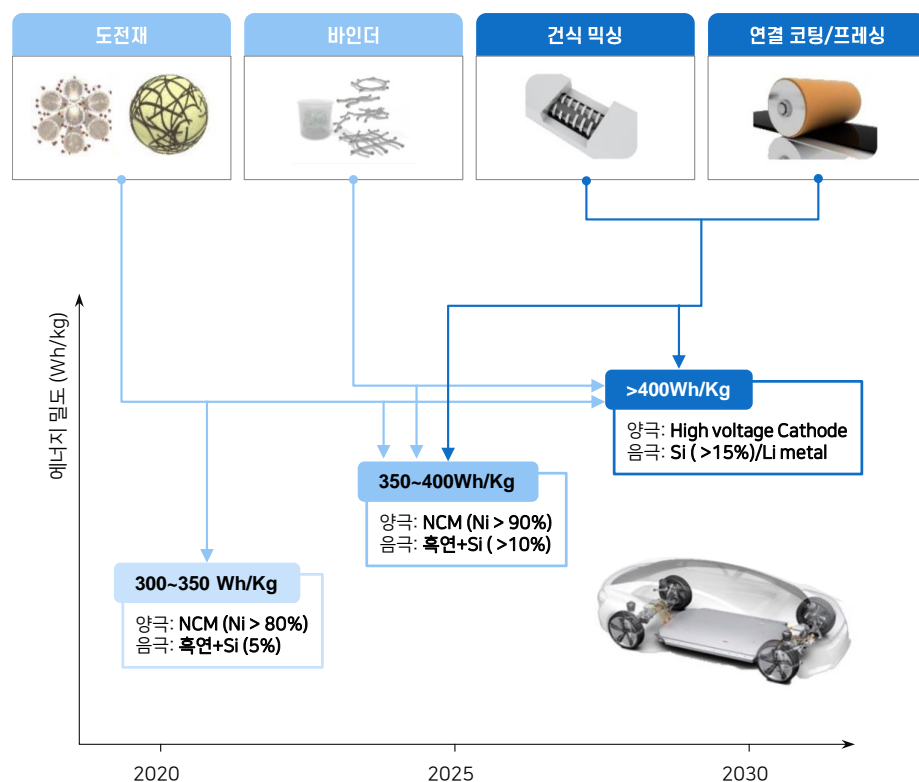 도전재
바인더
건식 믹싱
연결 코팅/프레싱
에너지 밀도 (Wh/kg)
>400Wh/Kg
양극: High voltage Cathode
음극: Si ( >15%)/Li metal
350~400Wh/Kg
양극: NCM (Ni > 90%)
음극: 흑연+Si ( >10%)
300~350 Wh/Kg
양극: NCM (Ni > 80%)
음극: 흑연+Si (5%)
2020
2025
2030